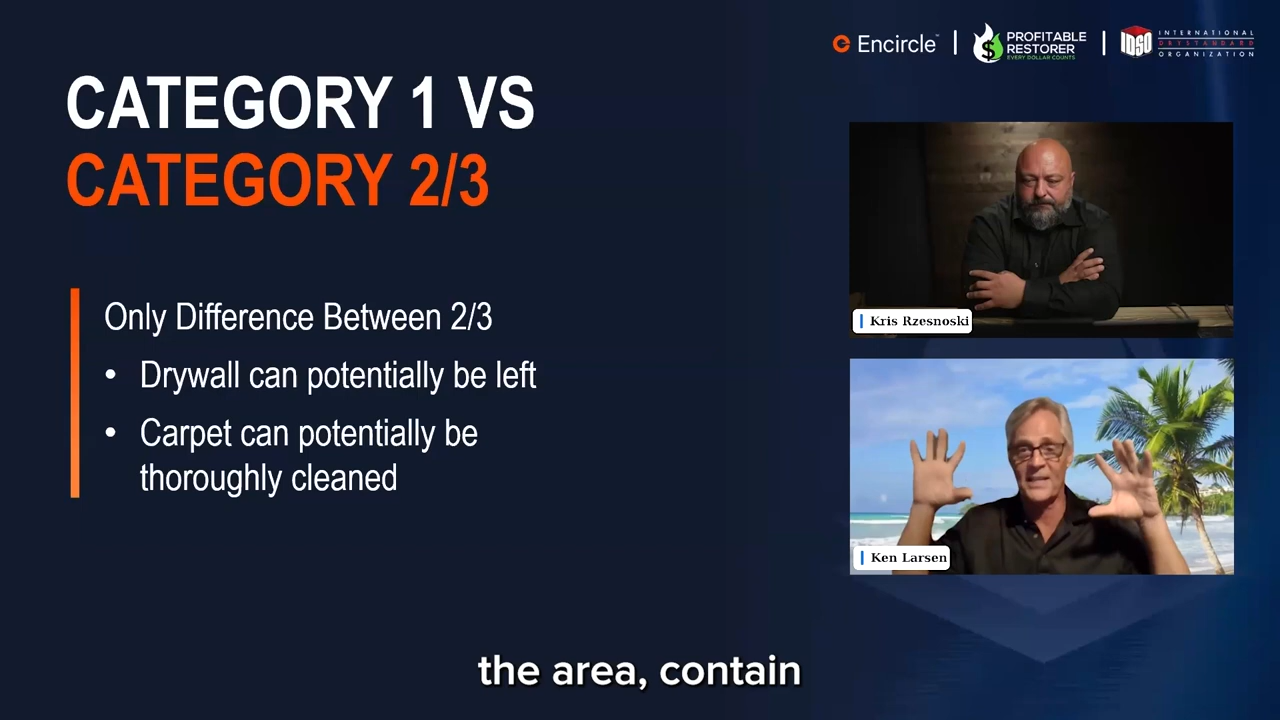 Encircle
PROFITABLE
RESTORER
EVERY DOLLAR COUNTS
IDSO
INTERNATIONAL
DRYSTANDARD
ORGANIZATION
CATEGORY 1 VS
CATEGORY 2/3
Only Difference Between 2/3
• Drywall can potentially be left
• Carpet can potentially be
thoroughly cleaned
Kris Rzesnoski
Ken Larsen
the area, contain